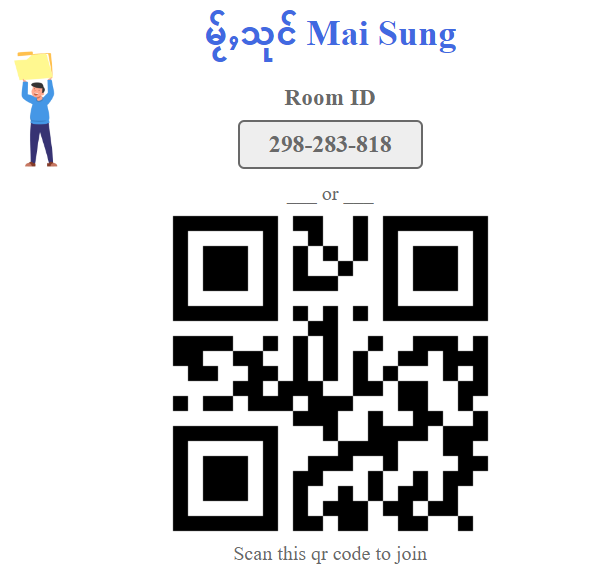 မႂ်ႇသုင် Mai Sung
Room ID
298-283-818
___ or ___
Scan this qr code to join